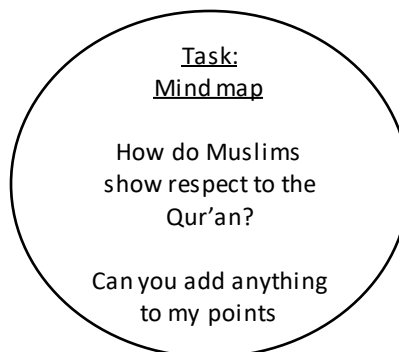 Task:
Mind map
How do Muslims
show respect to the
Qur’an?
Can you add anything
to my points